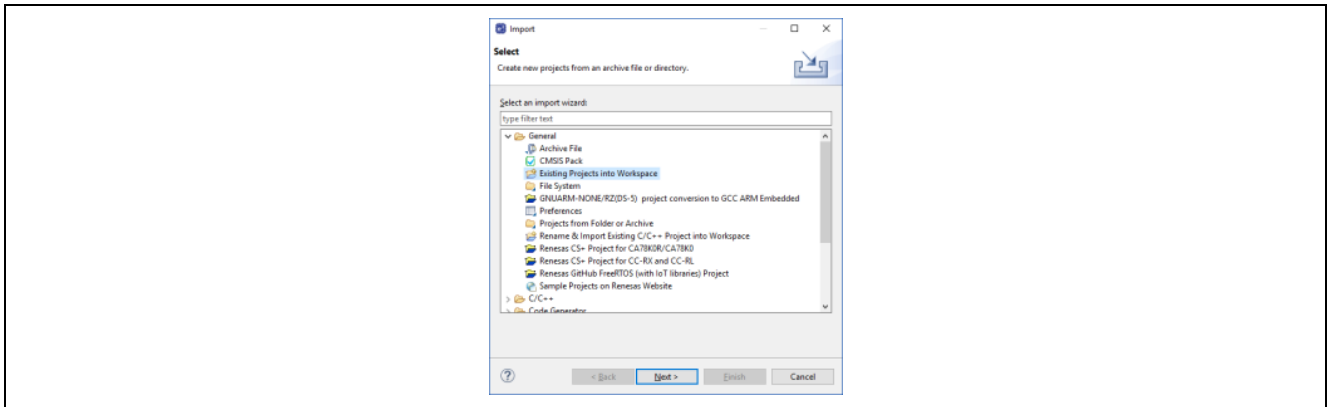 Import
Select
Create new projects from an archive file or directory.
Select an import wizard:
type filter text
General
Archive File
CMSIS Pack
Existing Projects into Workspace
File System
GNUARM-NONE/RZ(DS-5) project conversion to GCC ARM Embedded
Preferences
Projects from Folder or Archive
Rename & Import Existing C/C++ Project into Workspace
Renesas CS+ Project for CA78K0R/CA78K0
Renesas CS+ Project for CC-RX and CC-RL
Renesas GitHub FreeRTOS (with IoT libraries) Project
Sample Projects on Renesas Website
C/C++
Code Generator
? < Back Next > Finish Cancel